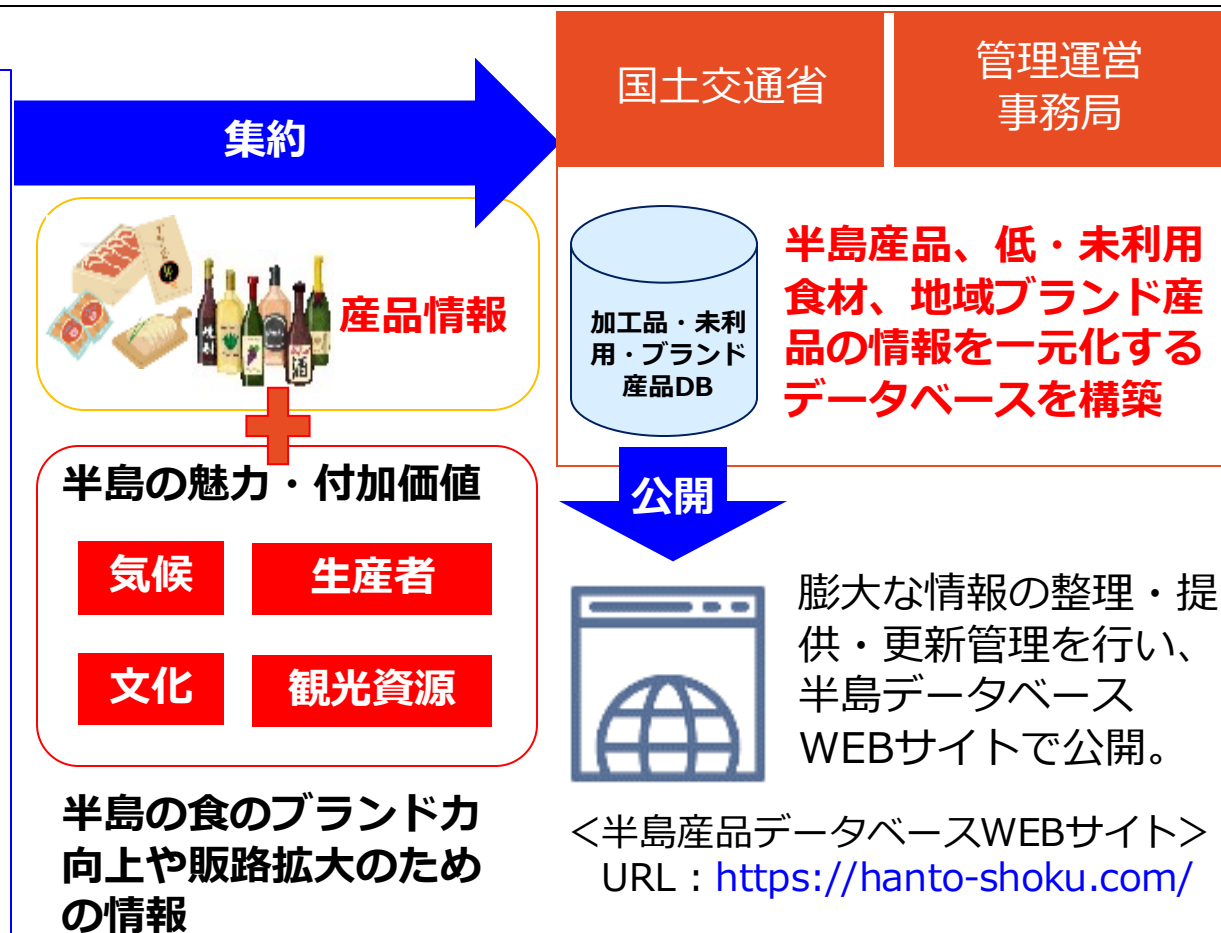 集約
産品情報
半島の魅力・付加価値
気候
生産者
文化
観光資源
半島の食のブランド力
向上や販路拡大のため
の情報
国土交通省
管理運営
事務局
加工品・未利
用・ブランド
産品DB
半島産品、低・未利用
食材、地域ブランド産
品の情報を一元化する
データベースを構築
公開
膨大な情報の整理・提
供・更新管理を行い、
半島データベース
WEBサイトで公開。
＜半島産品データベースWEBサイト＞
URL：https://hanto-shoku.com/